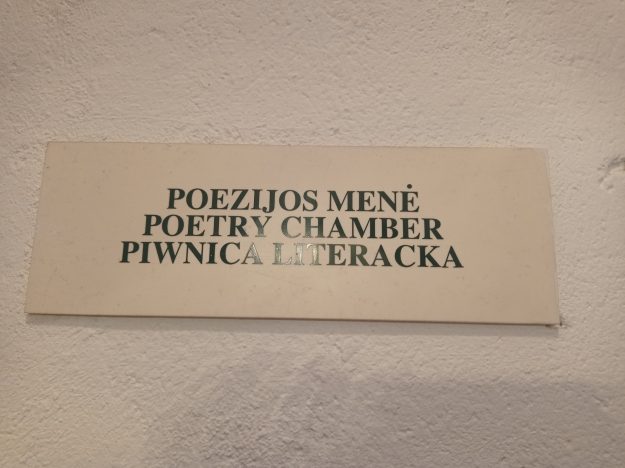 POEZIJOS MENĖ
POETRY CHAMBER
PIWNICA LITERACKA